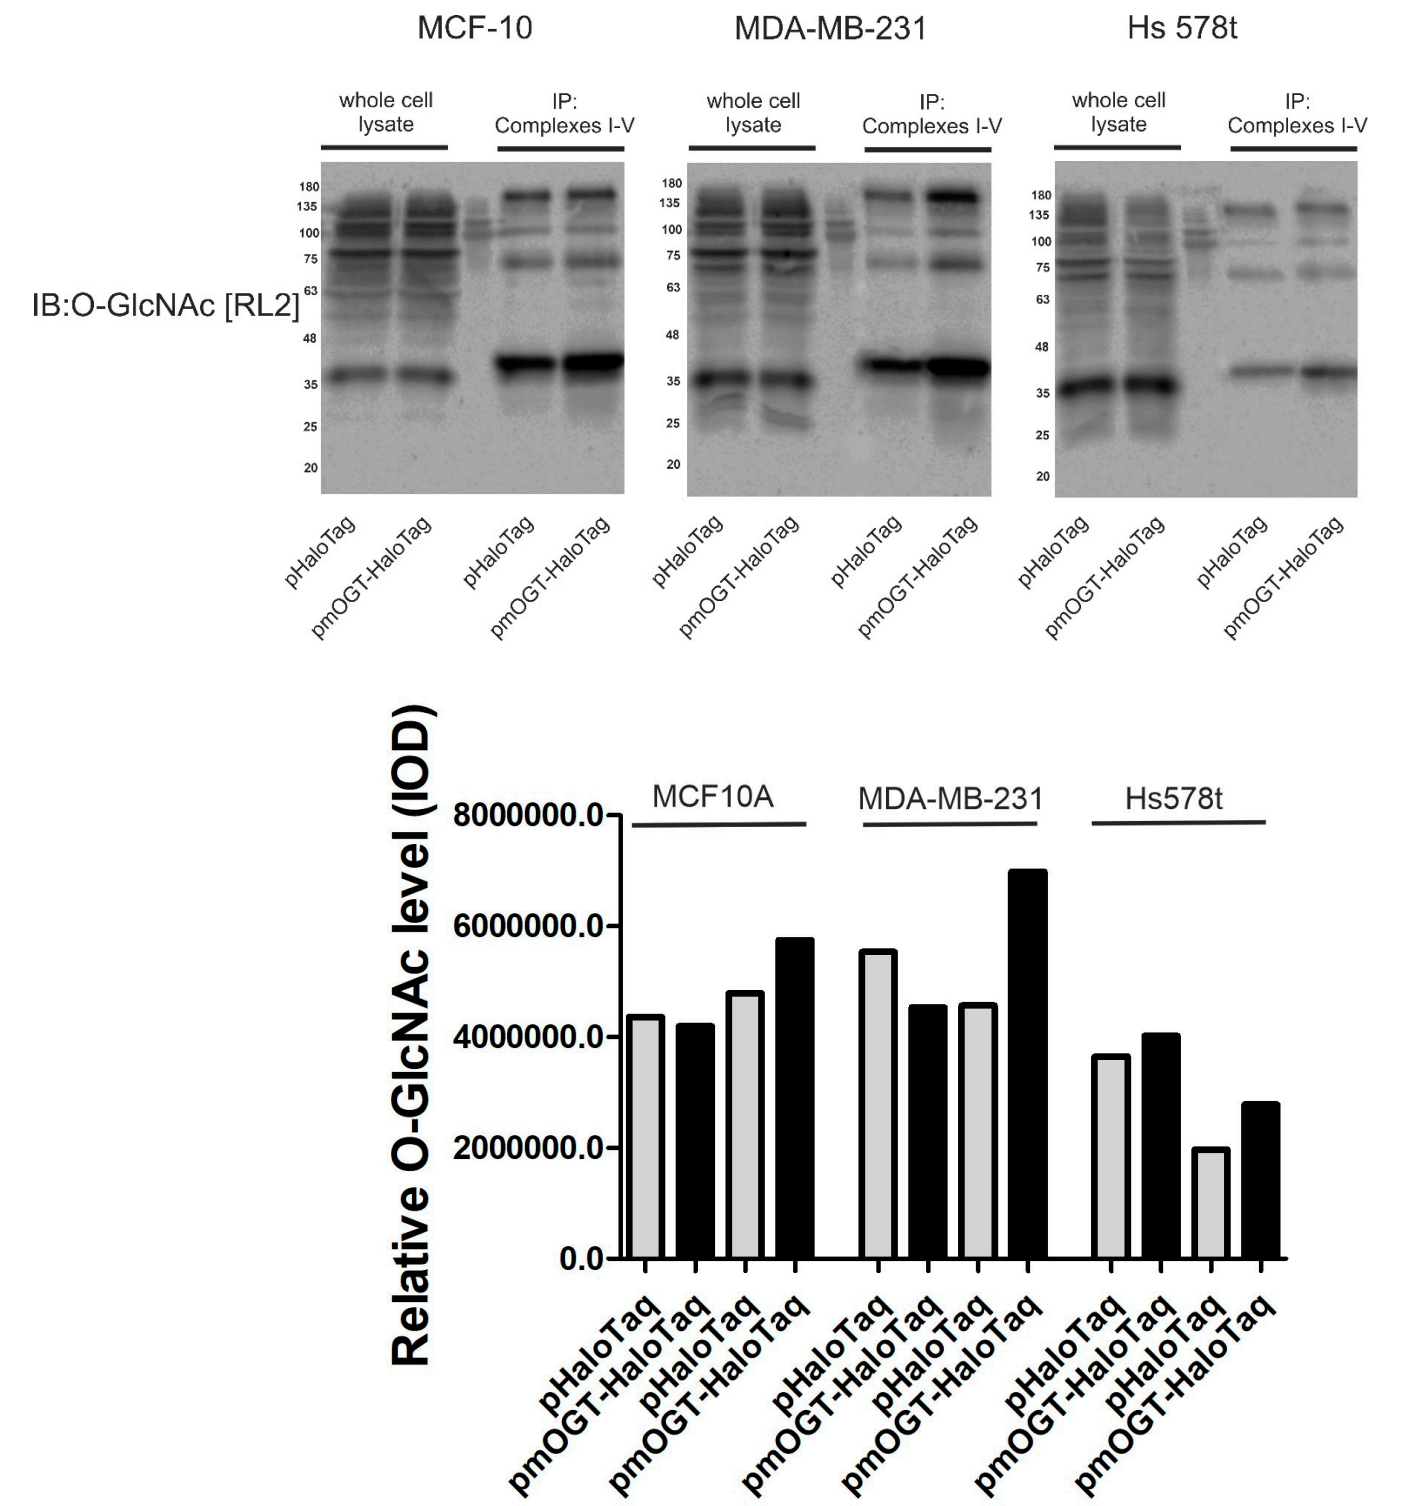 MCF-10 MDA-MB-231 Hs 578t
whole cell IP: whole cell IP: whole cell IP:
lysate Complexes I-V lysate Complexes I-V lysate Complexes I-V
180 180 180
135 135 135
100 100 100
75 75 75
63 63 63
IB:O-GlcNAc [RL2]
48 48 48
35 35 35
25 25 25
20 20 20
pHaloTag pmOGT-HaloTag pHaloTag pmOGT-HaloTag pHaloTag pmOGT-HaloTag pHaloTag pmOGT-HaloTag pHaloTag pmOGT-HaloTag pHaloTag pmOGT-HaloTag
Relative O-GlcNAc level (IOD)
MCF10A MDA-MB-231 Hs578t
8000000.0
6000000.0
4000000.0
2000000.0
0.0
pHaloTaq pmOGT-HaloTaq pHaloTaq pmOGT-HaloTaq pHaloTaq pmOGT-HaloTaq pHaloTaq pmOGT-HaloTaq pHaloTaq pmOGT-HaloTaq pHaloTaq pmOGT-HaloTaq